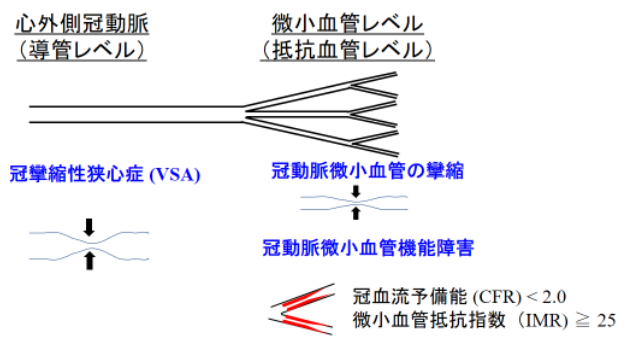 心外側冠動脈
（導管レベル）
微小血管レベル
（抵抗血管レベル）
冠攣縮性狭心症 (VSA)
冠動脈微小血管の攣縮
冠動脈微小血管機能障害
冠血流予備能 (CFR) < 2.0
微小血管抵抗指数（IMR) ≧ 25